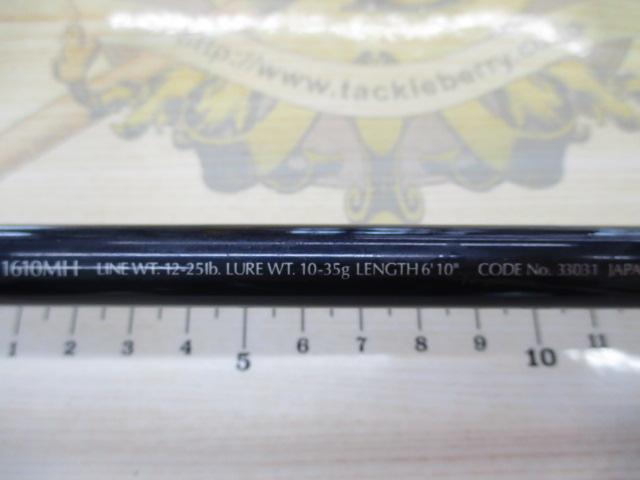 http://www.tackleberry.co
1610MH LINE WT. 12-25lb. LURE WT. 10-35g LENGTH 6'10" CODE No. 33031 JAPA
1 2 3 4 5 6 7 8 9 10 11